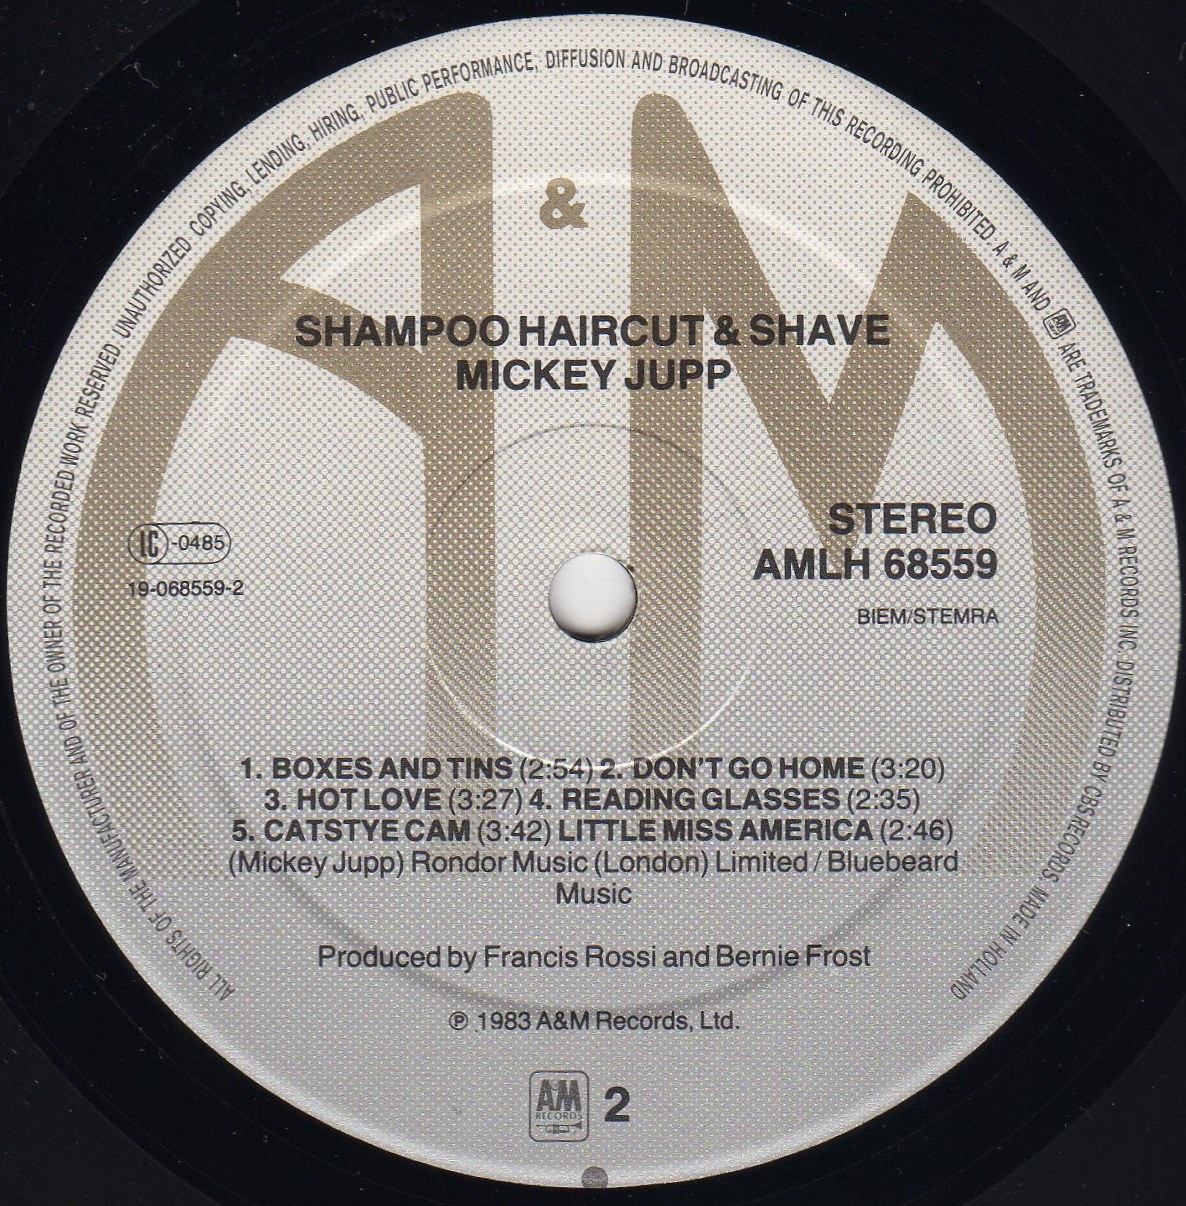 ALL RIGHTS OF THE MANUFACTURER AND OF THE OWNER OF THE RECORDED WORK RESERVED. UNAUTHORIZED COPYING, LENDING, HIRING, PUBLIC PERFORMANCE, DIFFUSION AND BROADCASTING OF THIS RECORDING PROHIBITED. A & M AND AM RECORDS ARE TRADEMARKS OF A & M RECORDS INC. DISTRIBUTED BY CBS RECORDS. MADE IN HOLLAND
A & M
SHAMPOO HAIRCUT & SHAVE
MICKEY JUPP
STEREO
AMLH 68559
BIEM/STEMRA
LC-0485
19-068559-2
1. BOXES AND TINS (2:54) 2. DON'T GO HOME (3:20)
3. HOT LOVE (3:27) 4. READING GLASSES (2:35)
5. CATSTYE CAM (3:42) LITTLE MISS AMERICA (2:46)
(Mickey Jupp) Rondor Music (London) Limited / Bluebeard
Music
Produced by Francis Rossi and Bernie Frost
℗ 1983 A&M Records, Ltd.
AM
RECORDS
2